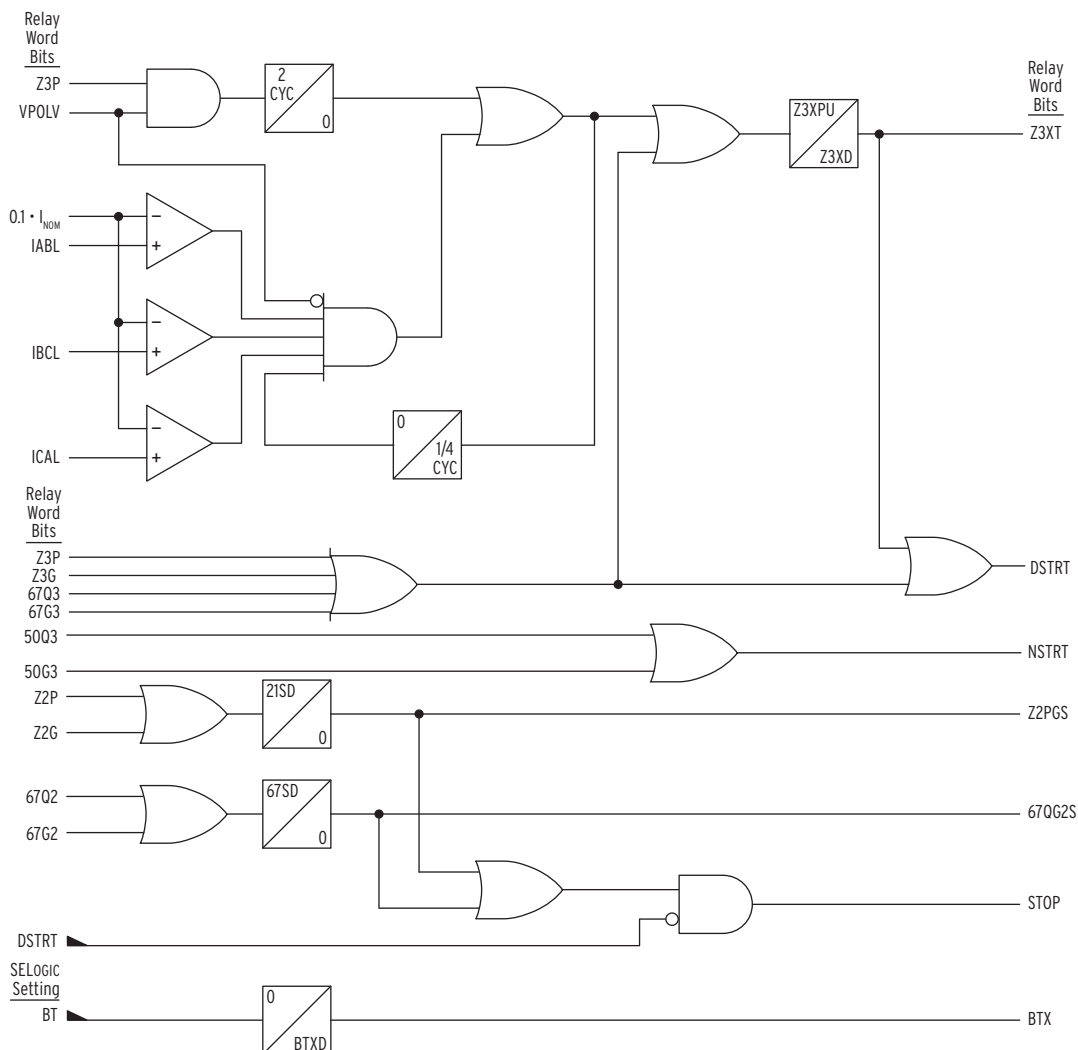 Relay
Word
Bits
Z3P
VPOLV
2
CYC
0
Z3XPU
Z3XD
Relay
Word
Bits
Z3XT
0.1 • INOM
IABL
IBCL
ICAL
−
+
−
+
−
+
0
1/4
CYC
Relay
Word
Bits
Z3P
Z3G
67Q3
67G3
DSTRT
50Q3
50G3
NSTRT
Z2P
Z2G
21SD
0
Z2PGS
67Q2
67G2
67SD
0
67QG2S
STOP
DSTRT
SELOGIC
Setting
BT
0
BTXD
BTX